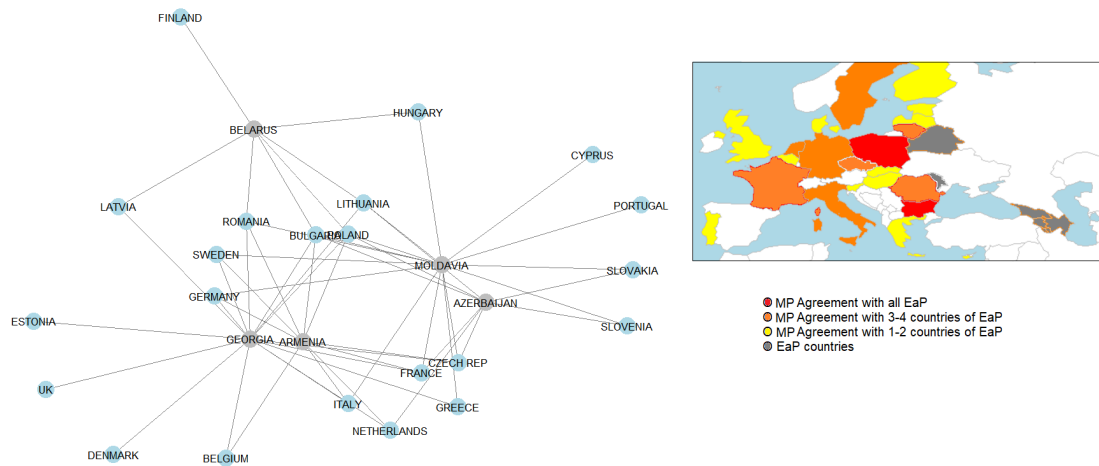 FINLAND
HUNGARY
BELARUS
CYPRUS
LATVIA
LITHUANIA
PORTUGAL
ROMANIA
BULGARIA
POLAND
SWEDEN
MOLDAVIA
SLOVAKIA
GERMANY
AZERBAIJAN
ESTONIA
SLOVENIA
GEORGIA
ARMENIA
CZECH REP
FRANCE
UK
ITALY
GREECE
NETHERLANDS
DENMARK
BELGIUM
MP Agreement with all EaP
MP Agreement with 3-4 countries of EaP
MP Agreement with 1-2 countries of EaP
EaP countries